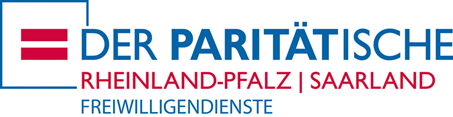 DER PARITÄTISCHE
RHEINLAND-PFALZ | SAARLAND
FREIWILLIGENDIENSTE